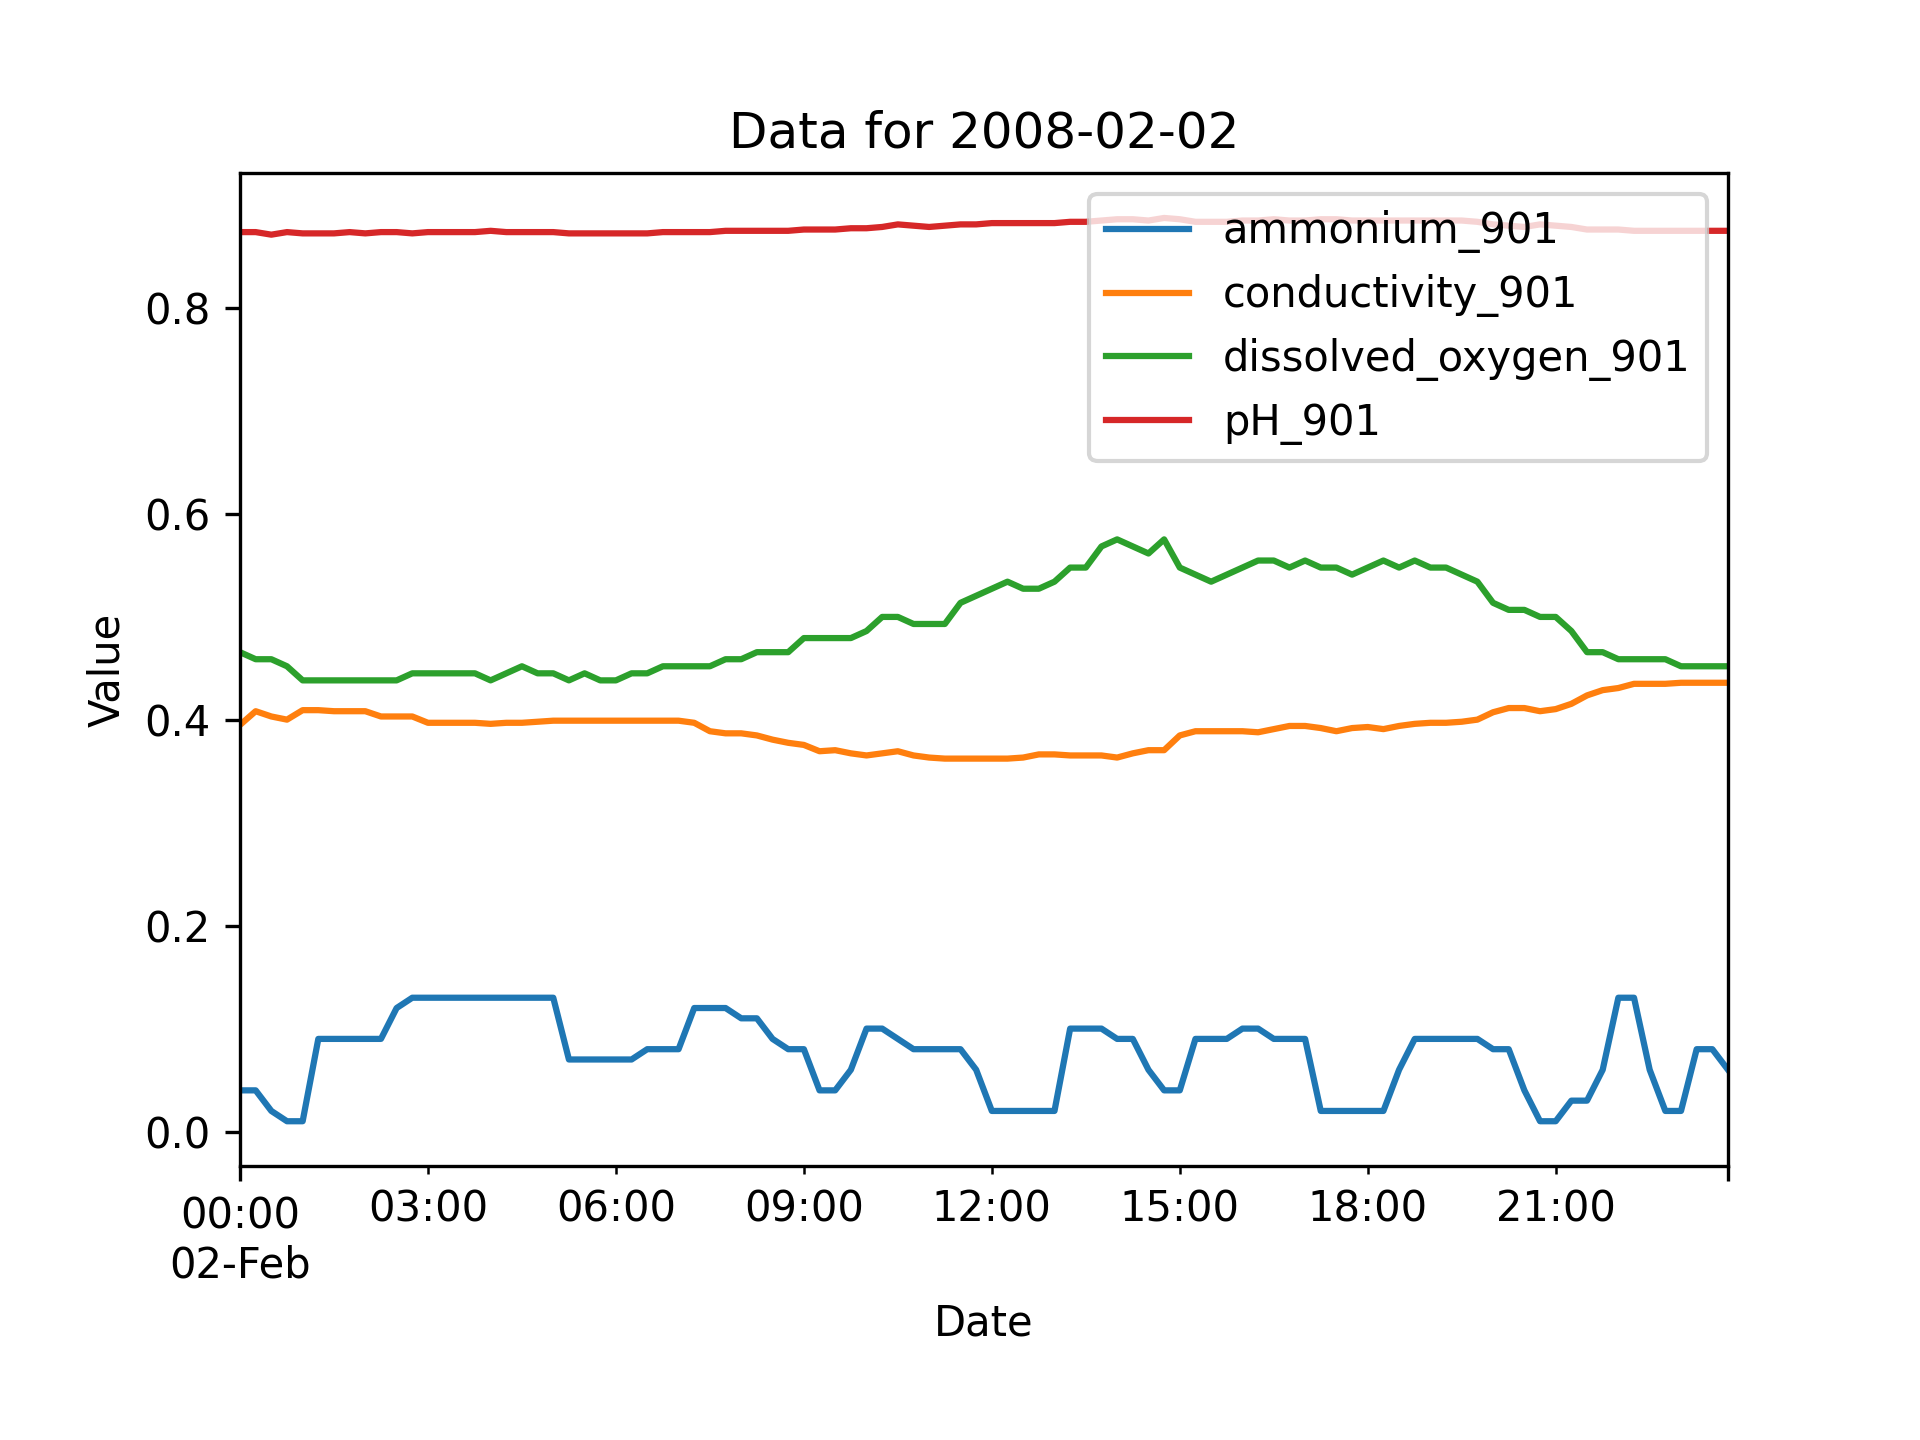 Data for 2008-02-02
ammonium_901
conductivity_901
dissolved_oxygen_901
pH_901
Value
0.8
0.6
0.4
0.2
0.0
00:00 03:00 06:00 09:00 12:00 15:00 18:00 21:00
02-Feb
Date